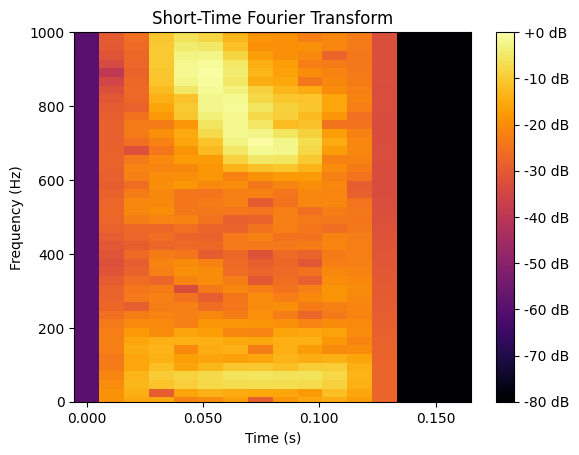 Short-Time Fourier Transform
1000
800
600
400
200
0
Frequency (Hz)
0.000
0.050
0.100
0.150
Time (s)
+0 dB
-10 dB
-20 dB
-30 dB
-40 dB
-50 dB
-60 dB
-70 dB
-80 dB